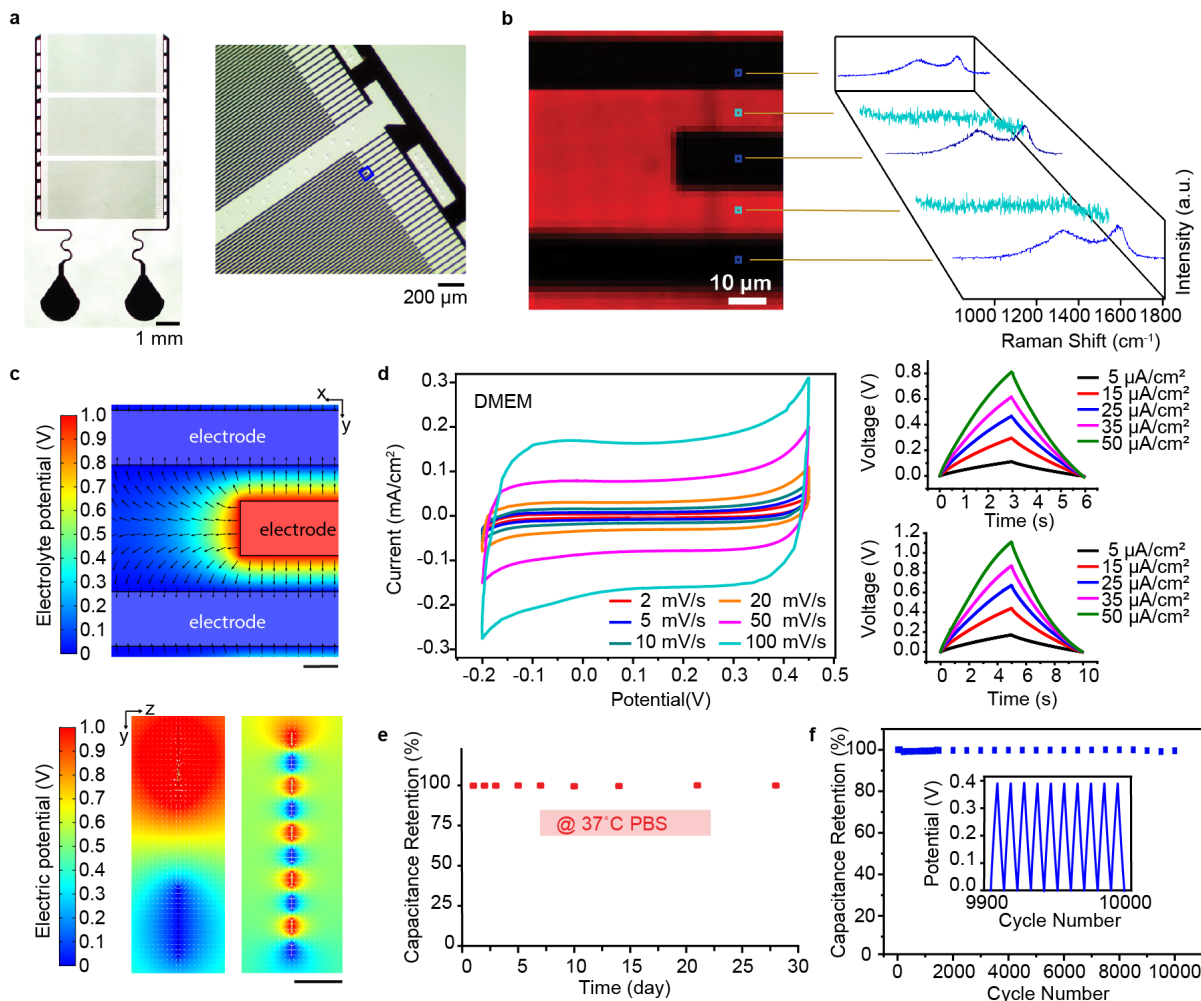 a
1 mm
200 µm
b
10 µm
Intensity (a.u.)
1000 1200 1400 1600 1800
Raman Shift (cm⁻¹)
c
Electrolyte potential (V)
1.0
0.9
0.8
0.7
0.6
0.5
0.4
0.3
0.2
0.1
0
x
y
electrode
electrode
electrode
Electric potential (V)
1.0
0.9
0.8
0.7
0.6
0.5
0.4
0.3
0.2
0.1
0
z
y
d
DMEM
Current (mA/cm²)
0.3
0.2
0.1
0.0
-0.1
-0.2
-0.3
2 mV/s
5 mV/s
10 mV/s
20 mV/s
50 mV/s
100 mV/s
-0.2 -0.1 0.0 0.1 0.2 0.3 0.4 0.5
Potential(V)
Voltage (V)
0.8
0.6
0.4
0.2
0.0
5 µA/cm²
15 µA/cm²
25 µA/cm²
35 µA/cm²
50 µA/cm²
0 1 2 3 4 5 6
Time (s)
Voltage (V)
1.2
1.0
0.8
0.6
0.4
0.2
0.0
5 µA/cm²
15 µA/cm²
25 µA/cm²
35 µA/cm²
50 µA/cm²
0 2 4 6 8 10
Time (s)
e
Capacitance Retention (%)
100
75
50
25
0
@ 37°C PBS
0 5 10 15 20 25 30
Time (day)
f
Capacitance Retention (%)
100
80
60
40
20
0
Potential (V)
0.4
0.3
0.2
0.1
0.0
9900 10000
Cycle Number
0 2000 4000 6000 8000 10000
Cycle Number